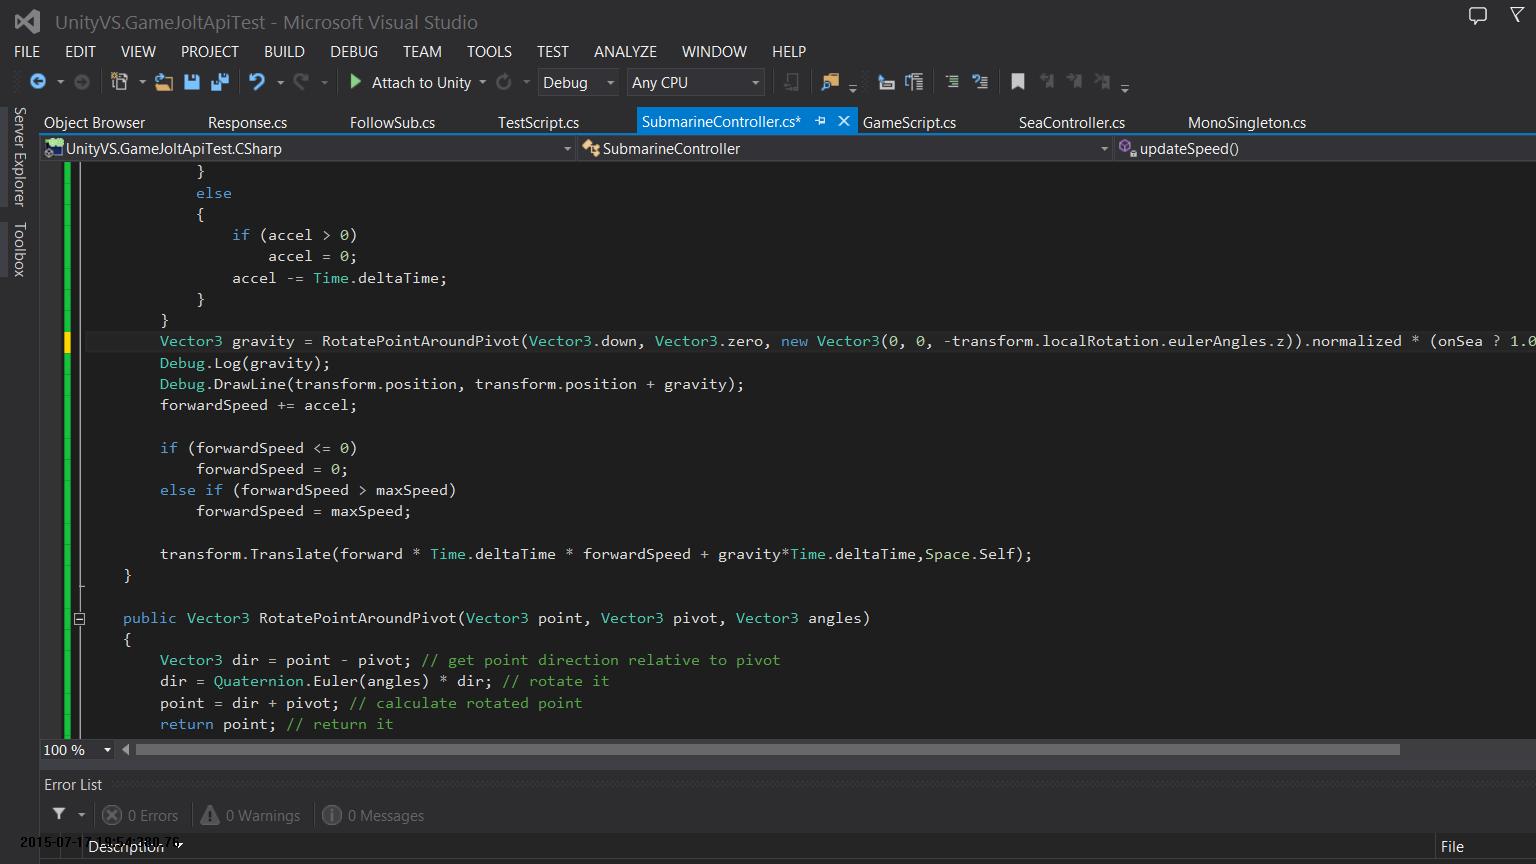 UnityVS.GameJoltApiTest - Microsoft Visual Studio
FILE EDIT VIEW PROJECT BUILD DEBUG TEAM TOOLS TEST ANALYZE WINDOW HELP
Attach to Unity Debug Any CPU
Server Explorer
Toolbox
Object Browser Response.cs FollowSub.cs TestScript.cs SubmarineController.cs* GameScript.cs SeaController.cs MonoSingleton.cs
UnityVS.GameJoltApiTest.CSharp SubmarineController updateSpeed()
}
else
{
if (accel > 0)
accel = 0;
accel -= Time.deltaTime;
}
}
Vector3 gravity = RotatePointAroundPivot(Vector3.down, Vector3.zero, new Vector3(0, 0, -transform.localRotation.eulerAngles.z)).normalized * (onSea ? 1.0
Debug.Log(gravity);
Debug.DrawLine(transform.position, transform.position + gravity);
forwardSpeed += accel;
if (forwardSpeed <= 0)
forwardSpeed = 0;
else if (forwardSpeed > maxSpeed)
forwardSpeed = maxSpeed;
transform.Translate(forward * Time.deltaTime * forwardSpeed + gravity*Time.deltaTime,Space.Self);
}
public Vector3 RotatePointAroundPivot(Vector3 point, Vector3 pivot, Vector3 angles)
{
Vector3 dir = point - pivot; // get point direction relative to pivot
dir = Quaternion.Euler(angles) * dir; // rotate it
point = dir + pivot; // calculate rotated point
return point; // return it
100 %
Error List
0 Errors 0 Warnings 0 Messages
Description File